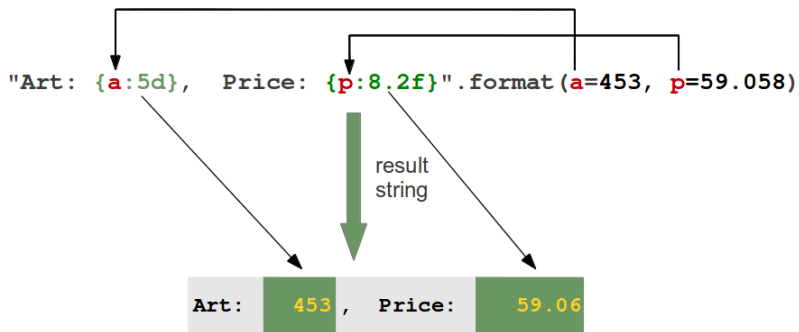 "Art: {a:5d},  Price: {p:8.2f}".format(a=453, p=59.058)
result
string
Art:   453,  Price:    59.06